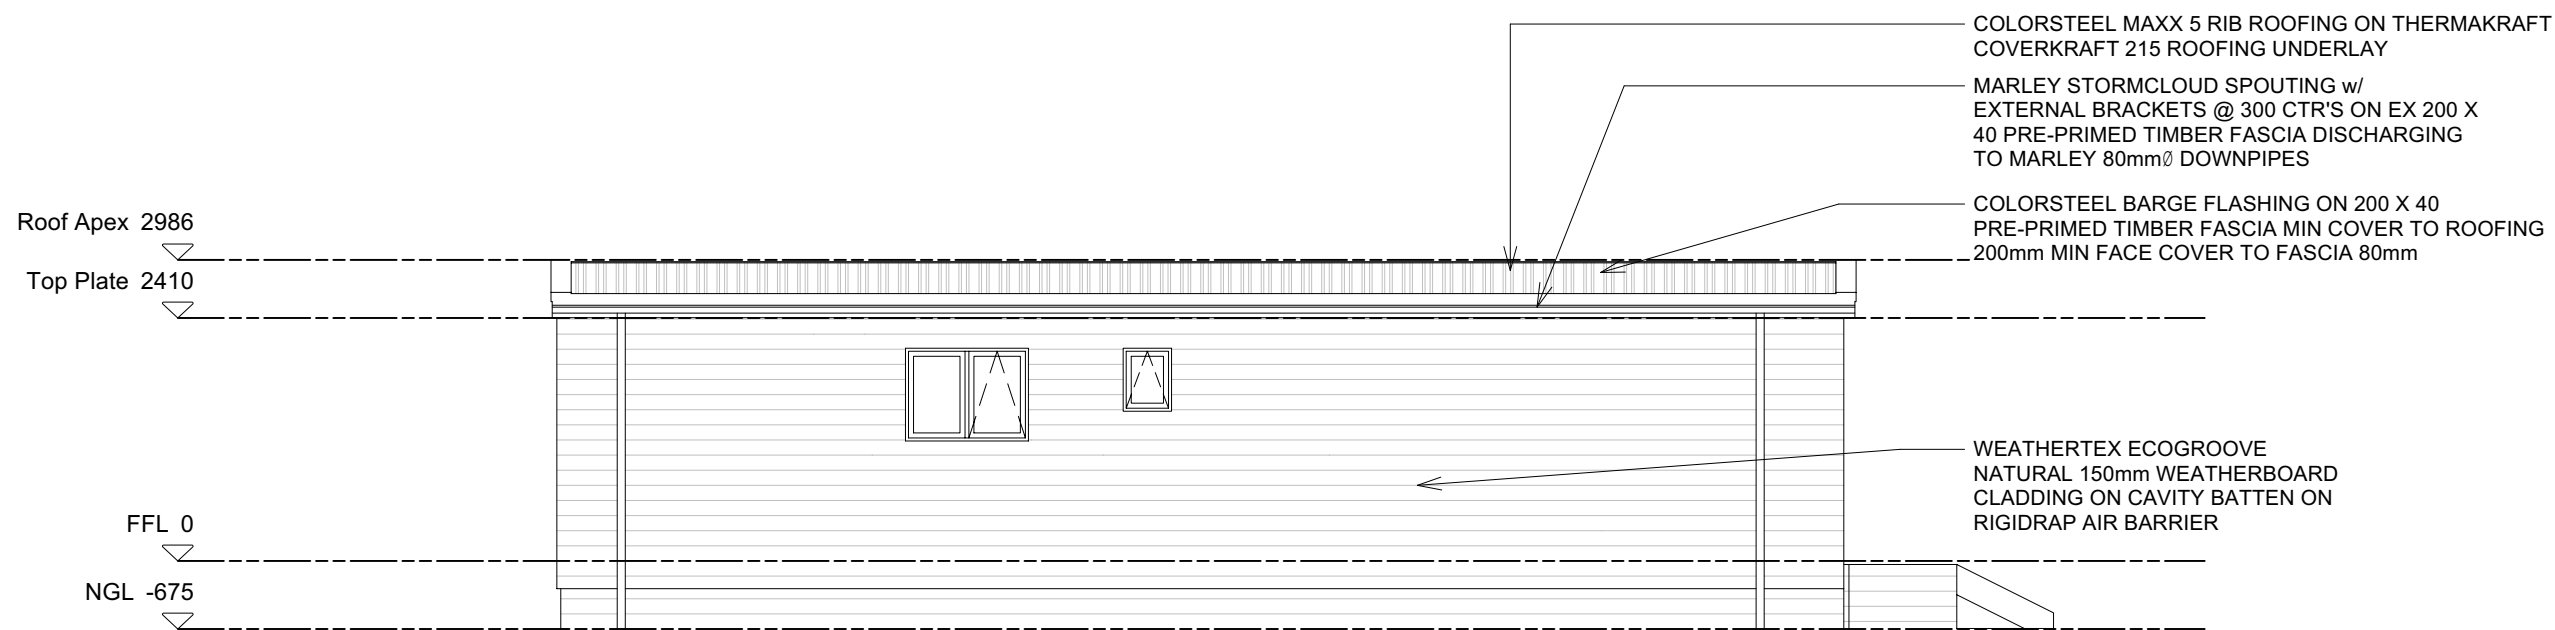 COLORSTEEL MAXX 5 RIB ROOFING ON THERMAKRAFT
COVERKRAFT 215 ROOFING UNDERLAY
MARLEY STORMCLOUD SPOUTING w/
EXTERNAL BRACKETS @ 300 CTR'S ON EX 200 X
40 PRE-PRIMED TIMBER FASCIA DISCHARGING
TO MARLEY 80mmØ DOWNPIPES
COLORSTEEL BARGE FLASHING ON 200 X 40
PRE-PRIMED TIMBER FASCIA MIN COVER TO ROOFING
200mm MIN FACE COVER TO FASCIA 80mm
Roof Apex 2986
Top Plate 2410
WEATHERTEX ECOGROOVE
NATURAL 150mm WEATHERBOARD
CLADDING ON CAVITY BATTEN ON
RIGIDRAP AIR BARRIER
FFL 0
NGL -675